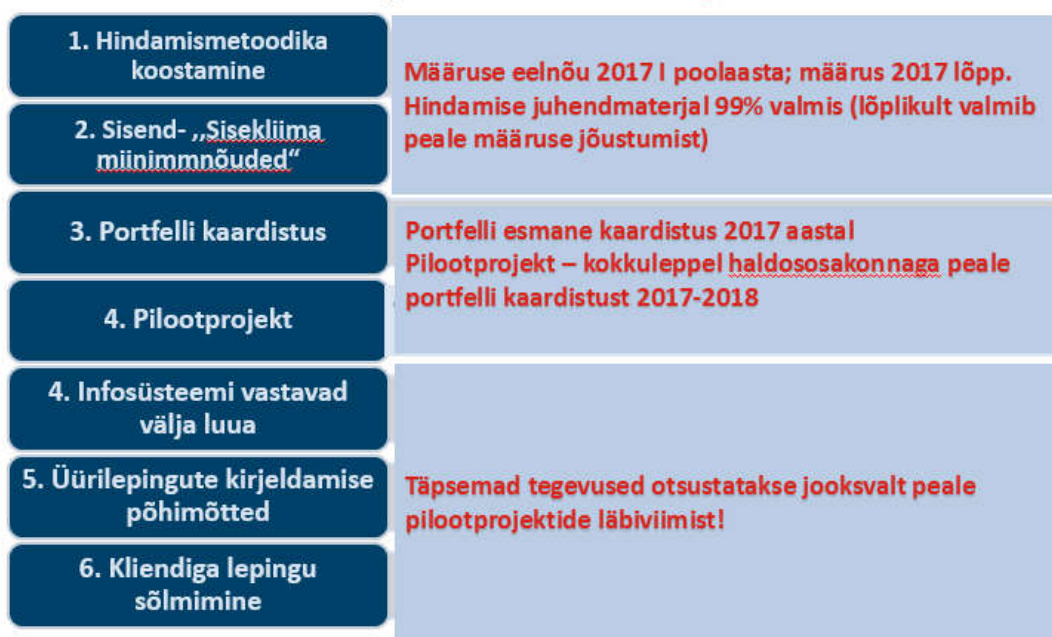 1. Hindamismetoodika
koostamine
Määruse eelnõu 2017 I poolaasta; määrus 2017 lõpp.
Hindamise juhendmaterjal 99% valmis (lõplikult valmib
peale määruse jõustumist)
2. Sisend- ,,Sisekliima
miinimmnõuded“
3. Portfelli kaardistus
Portfelli esmane kaardistus 2017 aastal
Pilootprojekt – kokkuleppel haldososakonnaga peale
portfelli kaardistust 2017-2018
4. Pilootprojekt
4. Infosüsteemi vastavad
välja luua
5. Üürilepingute kirjeldamise
põhimõtted
Täpsemad tegevused otsustatakse jooksvalt peale
pilootprojektide läbiviimist!
6. Kliendiga lepingu
sõlmimine